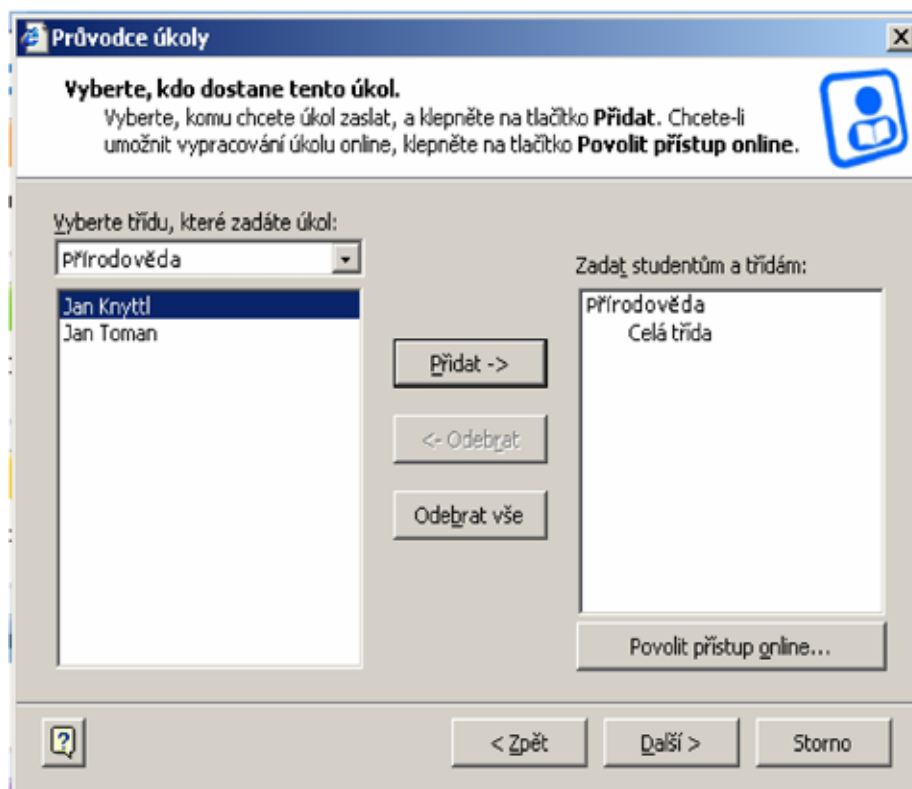 Průvodce úkoly
Vyberte, kdo dostane tento úkol.
Vyberte, komu chcete úkol zaslat, a klepněte na tlačítko Přidat. Chcete-li
umožnit vypracování úkolu online, klepněte na tlačítko Povolit přístup online.
Vyberte třídu, které zadáte úkol:
Přírodověda
Jan Knyttl
Jan Toman
Přidat ->
<- Odebrat
Odebrat vše
Zadat studentům a třídám:
Přírodověda
Celá třída
Povolit přístup online...
?
< Zpět
Další >
Storno